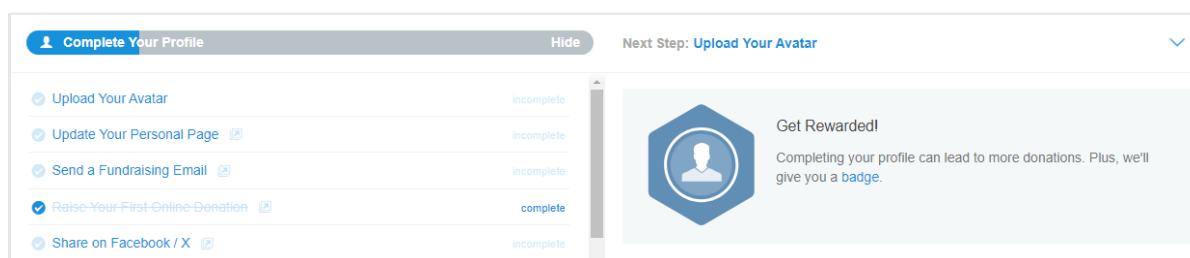 Complete Your Profile Hide
Next Step: Upload Your Avatar
Upload Your Avatar incomplete
Update Your Personal Page incomplete
Send a Fundraising Email incomplete
Raise Your First Online Donation complete
Share on Facebook / X incomplete
Get Rewarded!
Completing your profile can lead to more donations. Plus, we'll
give you a badge.